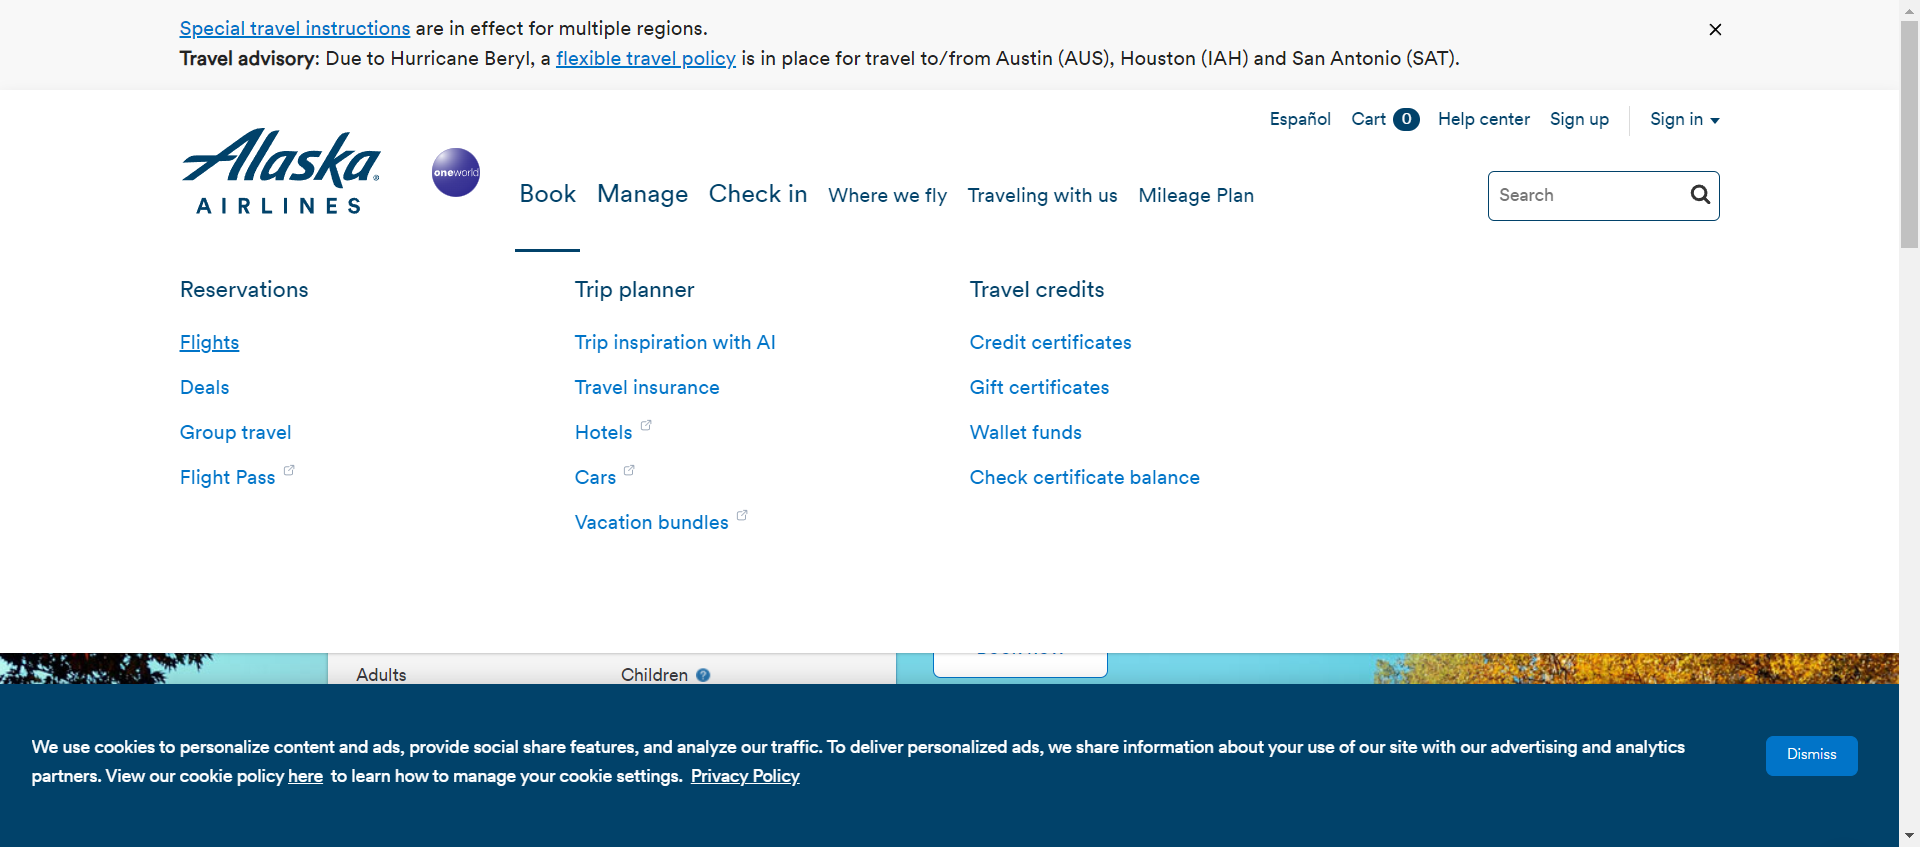 Special travel instructions are in effect for multiple regions.
Travel advisory: Due to Hurricane Beryl, a flexible travel policy is in place for travel to/from Austin (AUS), Houston (IAH) and San Antonio (SAT).
Español Cart 0 Help center Sign up Sign in
Alaska
AIRLINES
oneworld
Book Manage Check in Where we fly Traveling with us Mileage Plan
Search
Reservations
Flights
Deals
Group travel
Flight Pass
Trip planner
Trip inspiration with AI
Travel insurance
Hotels
Cars
Vacation bundles
Travel credits
Credit certificates
Gift certificates
Wallet funds
Check certificate balance
Adults
Children ?
We use cookies to personalize content and ads, provide social share features, and analyze our traffic. To deliver personalized ads, we share information about your use of our site with our advertising and analytics
partners. View our cookie policy here to learn how to manage your cookie settings. Privacy Policy
Dismiss